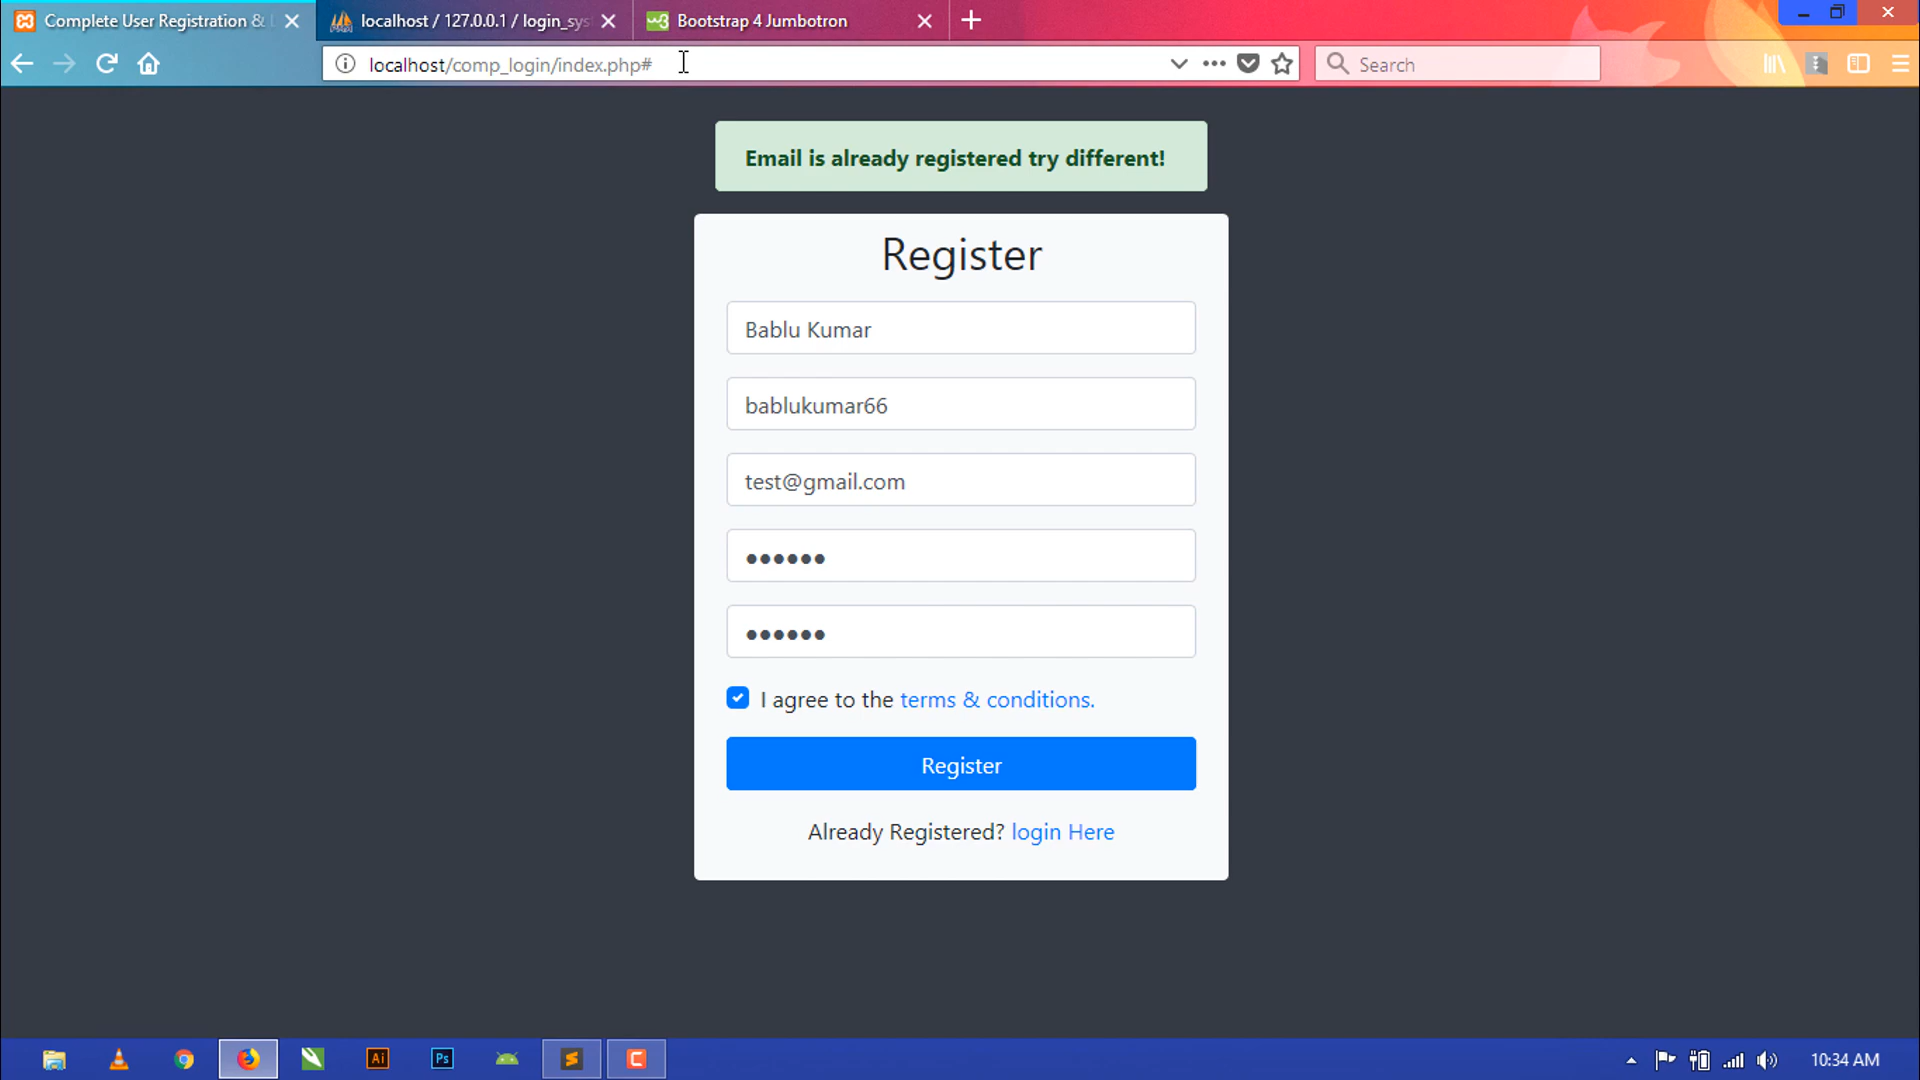 Complete User Registration &
localhost / 127.0.0.1 / login_sys
Bootstrap 4 Jumbotron
localhost/comp_login/index.php#
Search
Email is already registered try different!
Register
Bablu Kumar
bablukumar66
test@gmail.com
●●●●●●
●●●●●●
I agree to the terms & conditions.
Register
Already Registered? login Here
Ai
Ps
10:34 AM